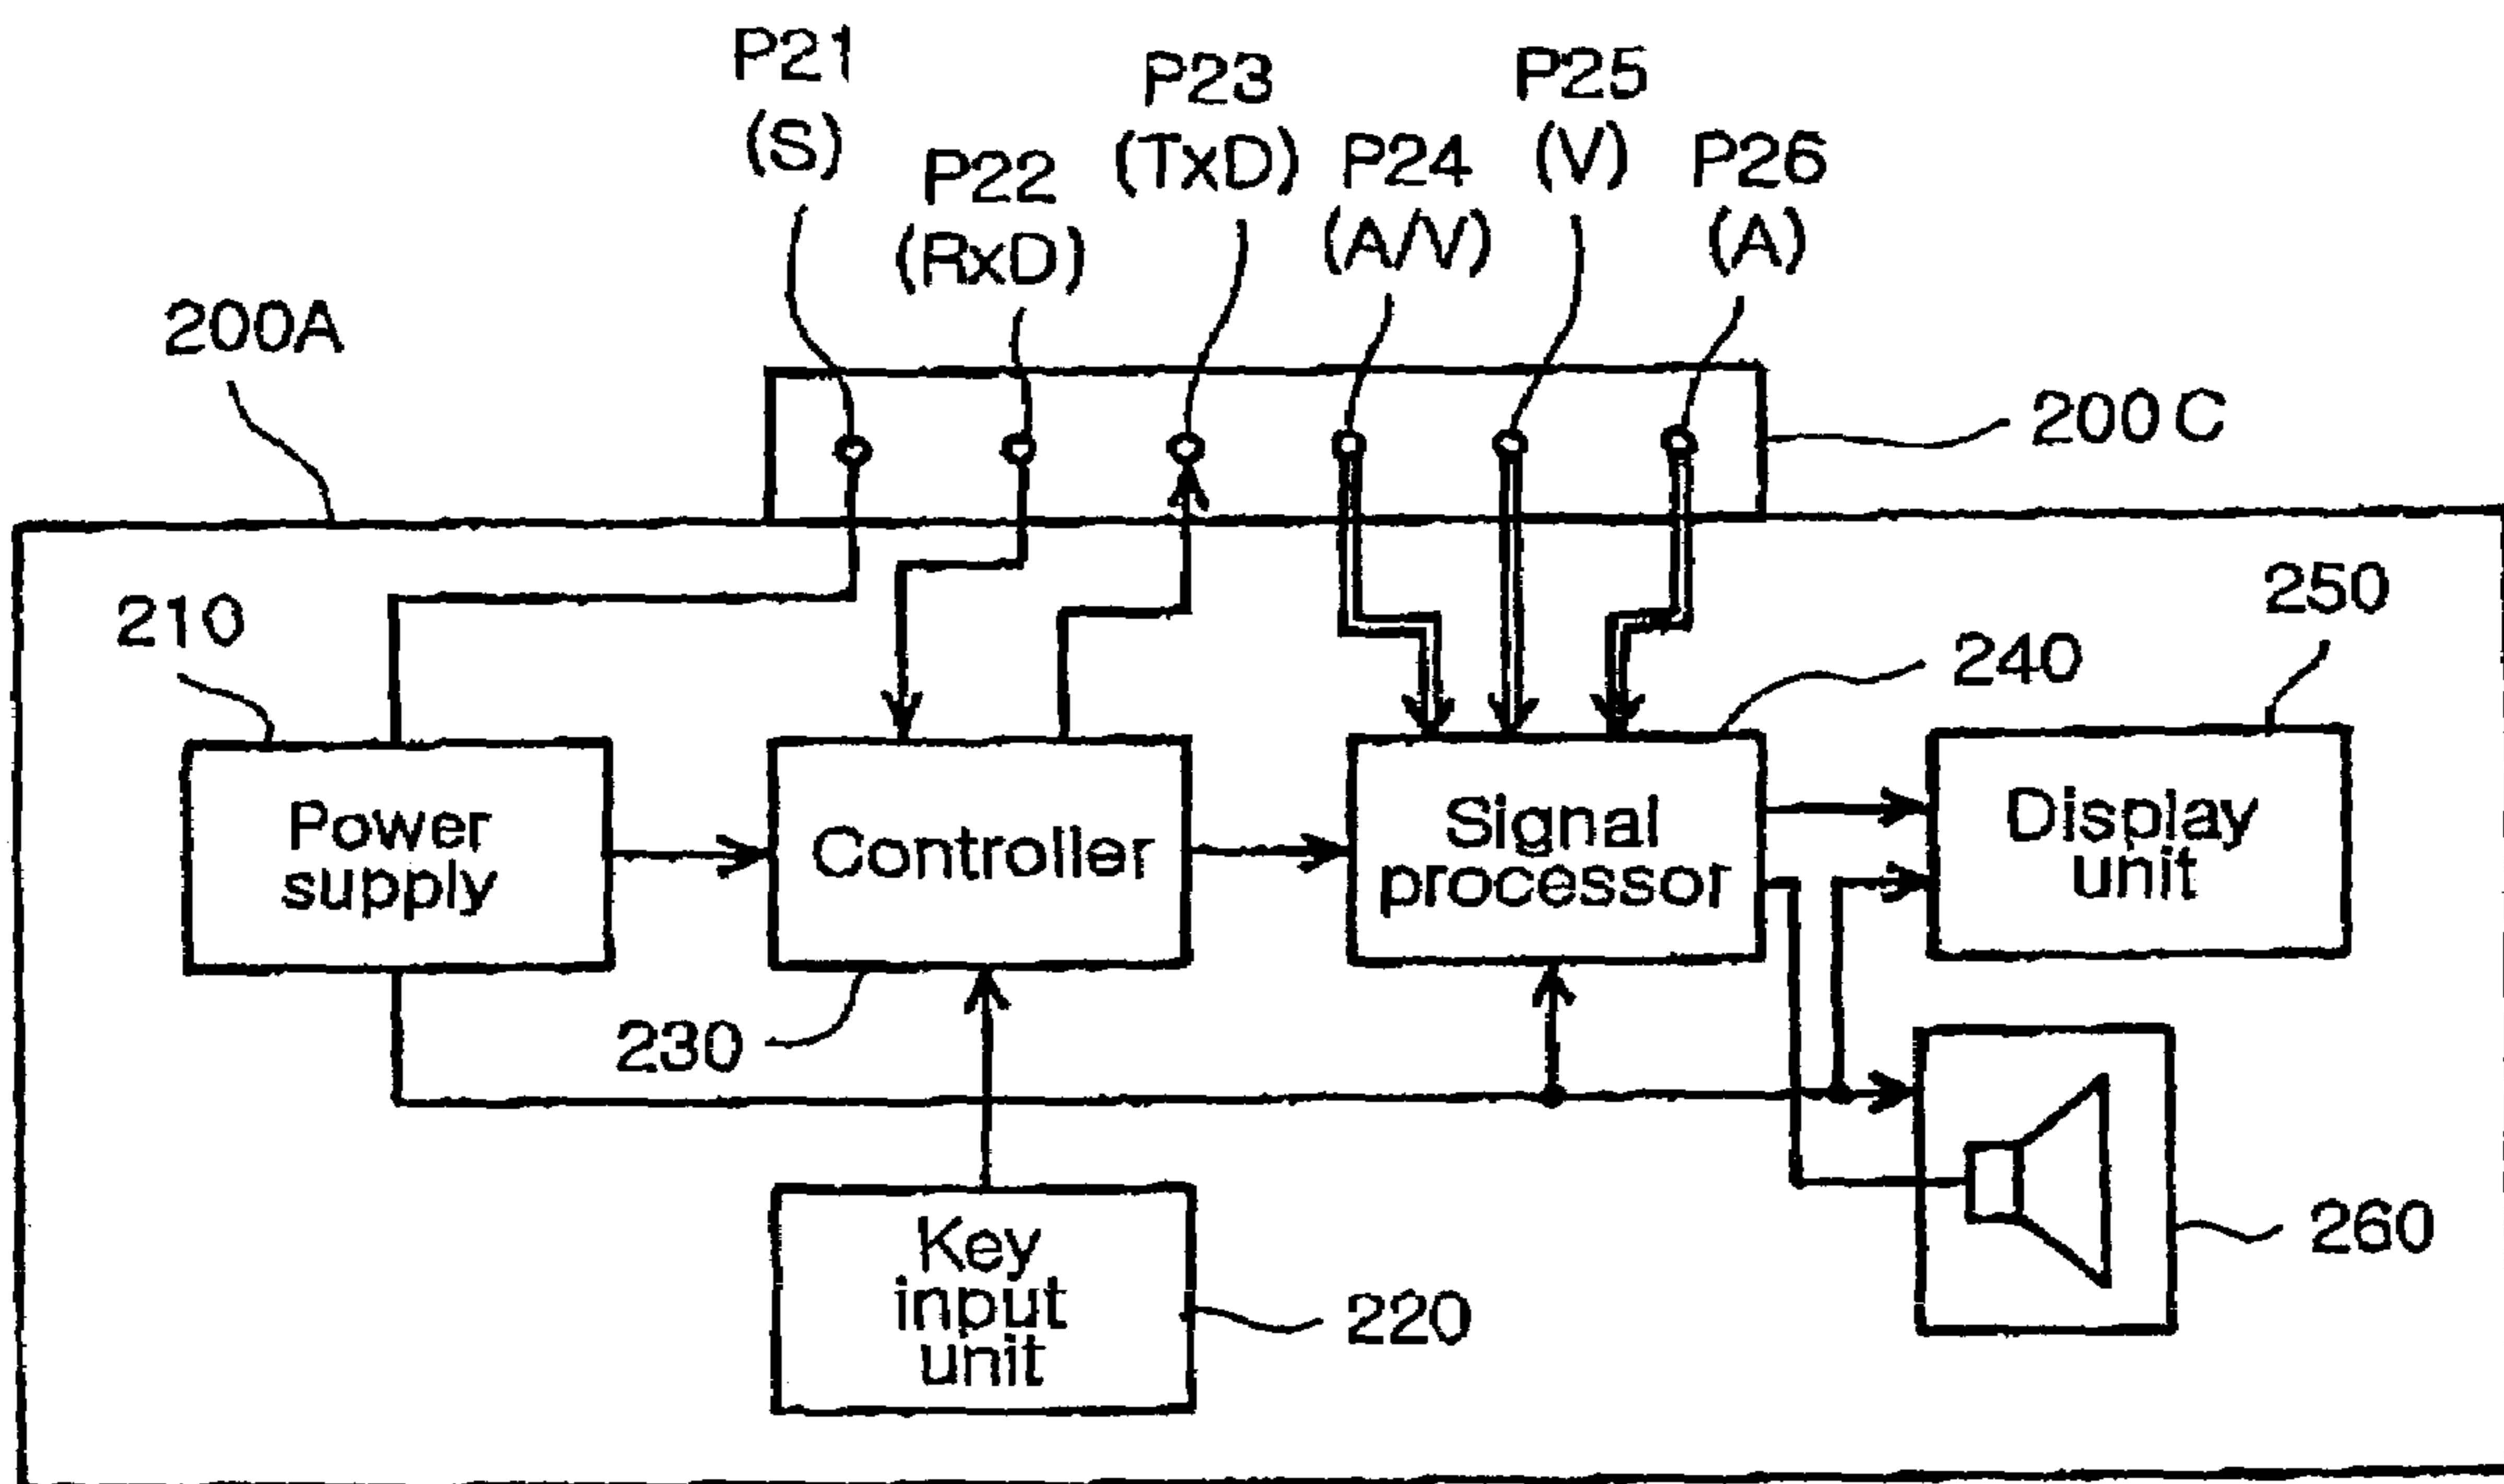 P21
(S)
P22
(RxD)
P23
(TxD)
P24
(A/V)
P25
(V)
P26
(A)
200A
200C
210
240
250
Power
supply
Controller
Signal
processor
Display
unit
230
Key
input
unit
220
260